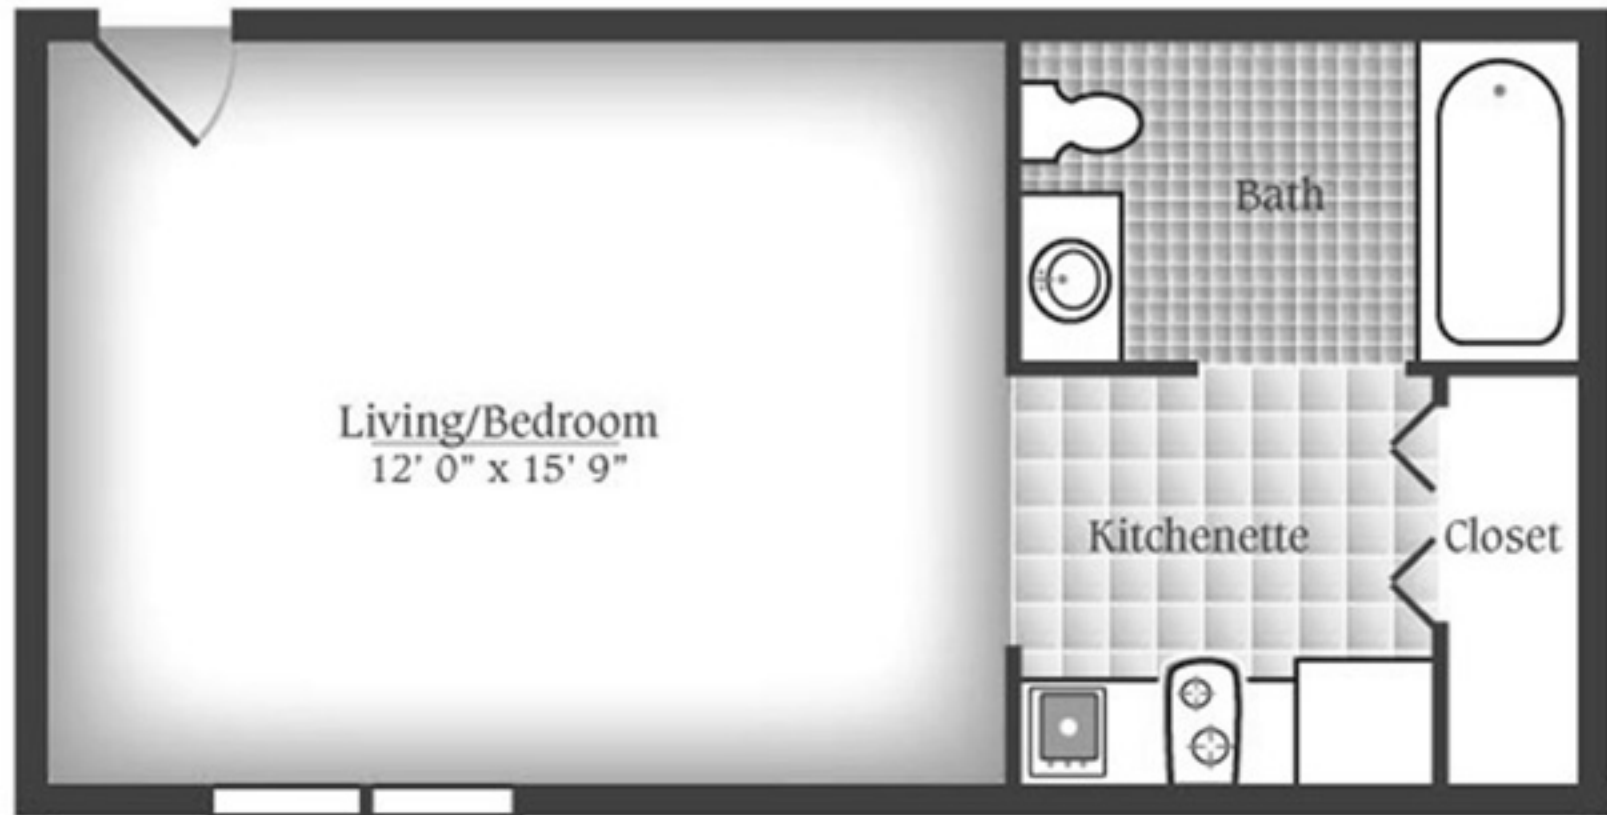 Bath
Living/Bedroom
12' 0" x 15' 9"
Kitchenette
Closet